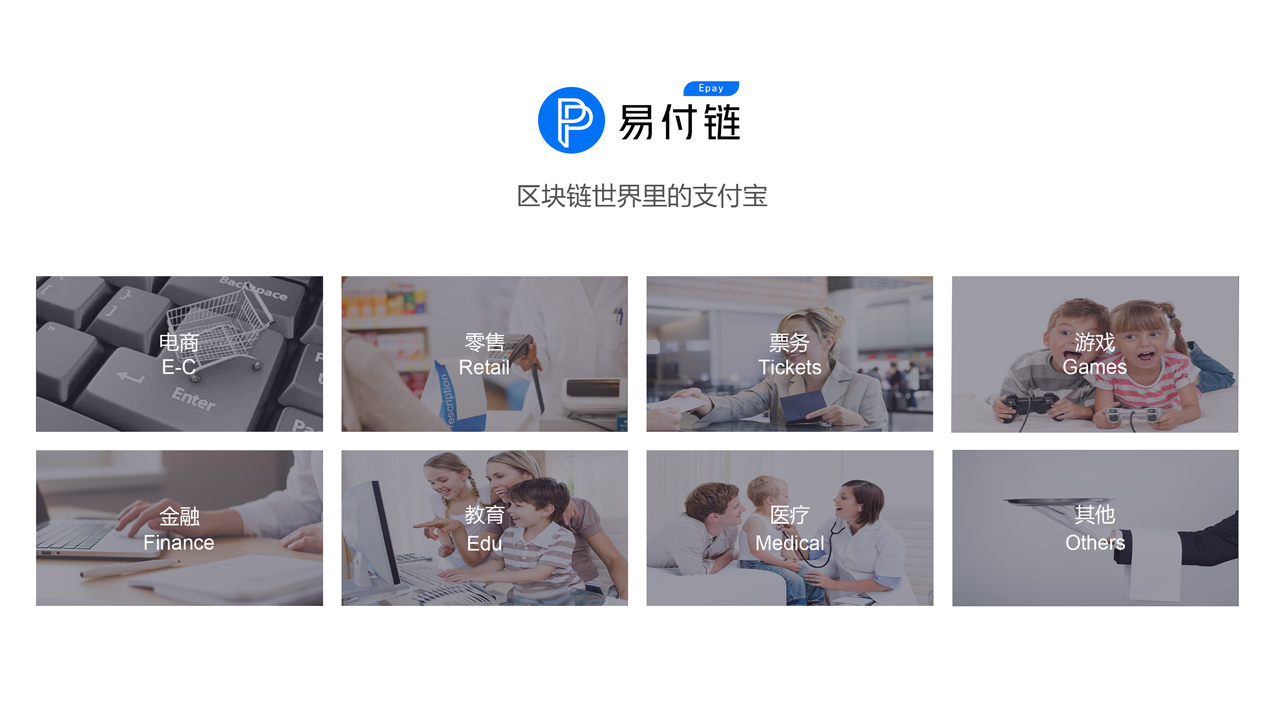 Epay
易付链
区块链世界里的支付宝
Backspace
Enter
电商
E-C
零售
Retail
escription
票务
Tickets
游戏
Games
金融
Finance
教育
Edu
医疗
Medical
其他
Others